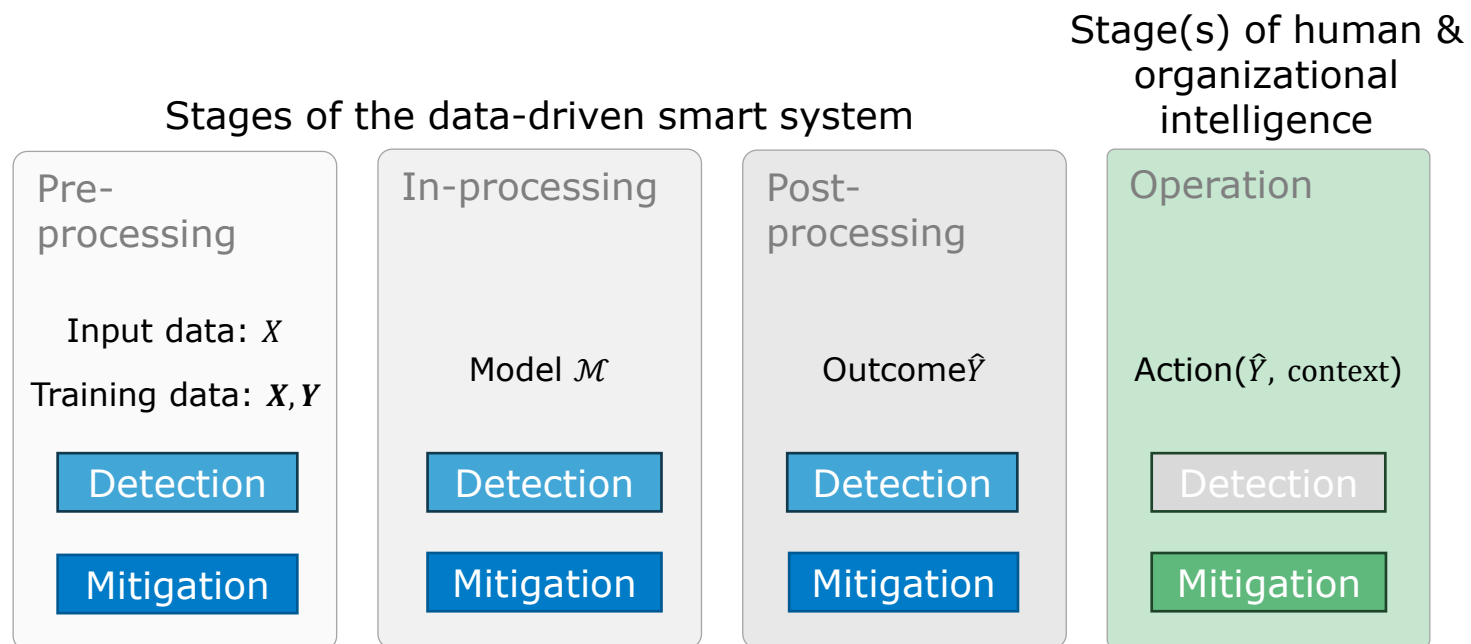 Stages of the data-driven smart system
Stage(s) of human &
organizational
intelligence
Pre-
processing
Input data: X
Training data: X, Y
Detection
Mitigation
In-processing
Model ℳ
Detection
Mitigation
Post-
processing
OutcomeŶ
Detection
Mitigation
Operation
Action(Ŷ, context)
Detection
Mitigation